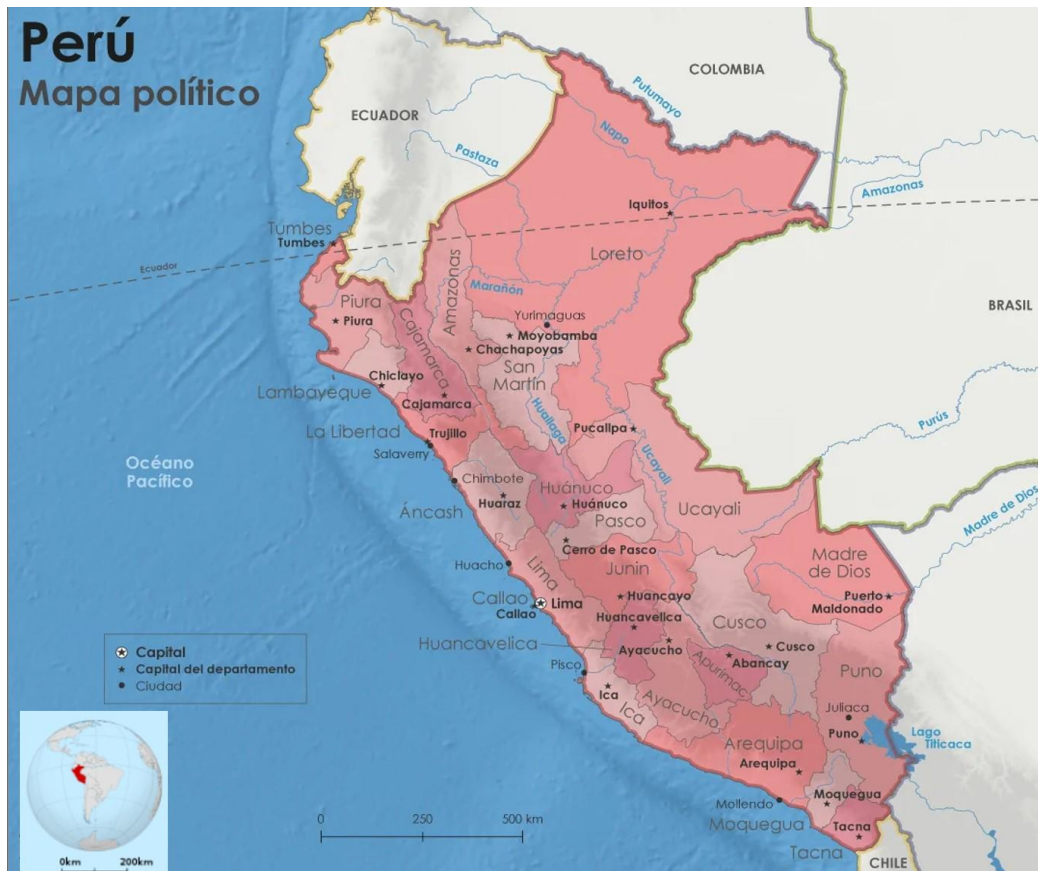 Perú
Mapa político
COLOMBIA
ECUADOR
Putumayo
Napo
Pastaza
Amazonas
Iquitos
Tumbes
Tumbes
Ecuador
Loreto
Amazonas
Marañón
BRASIL
Piura
Piura
Cajamarca
Yurimaguas
Moyobamba
Chachapoyas
San
Martín
Chiclayo
Lambayeque
Cajamarca
Huallaga
La Libertad
Trujillo
Salaverry
Pucallpa
Purús
Ucayali
Océano
Pacífico
Chimbote
Huánuco
Huaraz
Huánuco
Áncash
Pasco
Ucayali
Madre de Dios
Cerro de Pasco
Lima
Junin
Madre
de Dios
Huacho
Callao
Callao
Lima
Huancayo
Puerto
Maldonado
Huancavelica
Cusco
Huancavelica
Ayacucho
Cusco
Abancay
Apurimac
Pisco
Puno
Ica
Ica
Ayacucho
Juliaca
Puno
Lago
Titicaca
Arequipa
Arequipa
Moquegua
Mollendo
Moquegua
Tacna
Tacna
CHILE
Capital
Capital del departamento
Ciudad
0 250 500 km
0km 200km